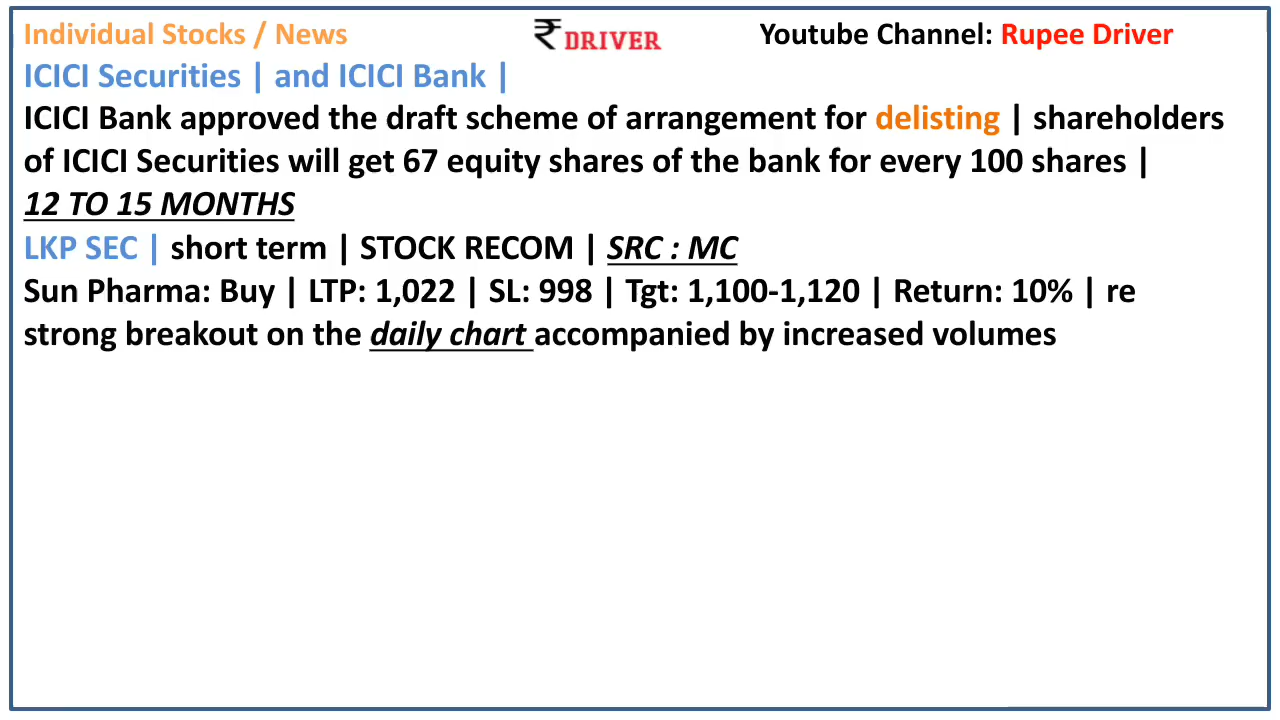 Individual Stocks / News ₹ DRIVER Youtube Channel: Rupee Driver
ICICI Securities | and ICICI Bank |
ICICI Bank approved the draft scheme of arrangement for delisting | shareholders
of ICICI Securities will get 67 equity shares of the bank for every 100 shares |
12 TO 15 MONTHS
LKP SEC | short term | STOCK RECOM | SRC : MC
Sun Pharma: Buy | LTP: 1,022 | SL: 998 | Tgt: 1,100-1,120 | Return: 10% | re
strong breakout on the daily chart accompanied by increased volumes